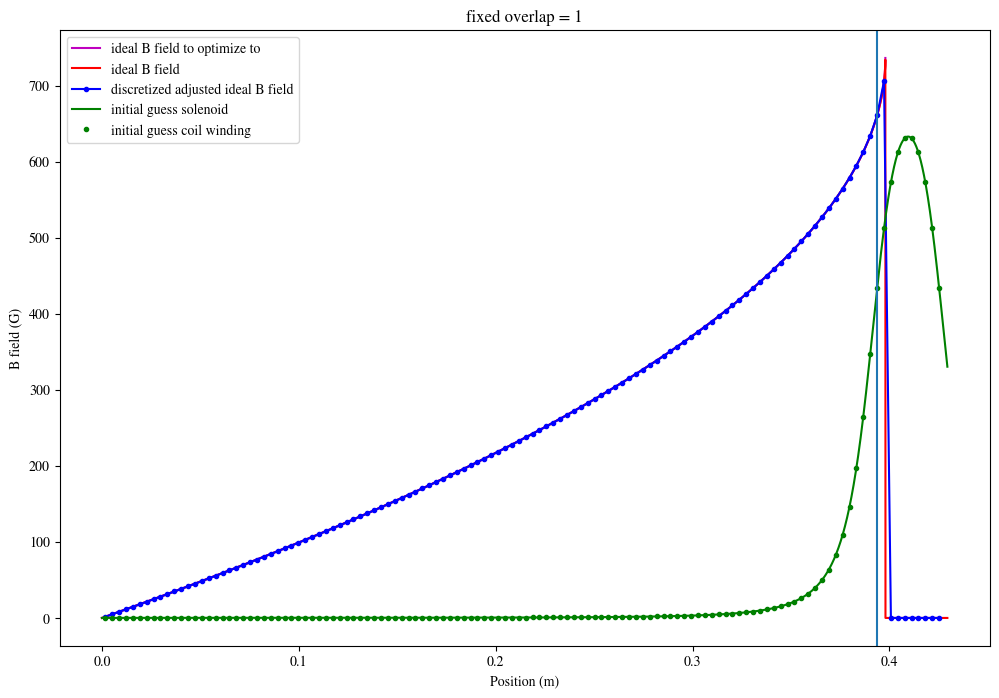 fixed overlap = 1
ideal B field to optimize to
ideal B field
discretized adjusted ideal B field
initial guess solenoid
initial guess coil winding
B field (G)
700
600
500
400
300
200
100
0
0.0 0.1 0.2 0.3 0.4
Position (m)